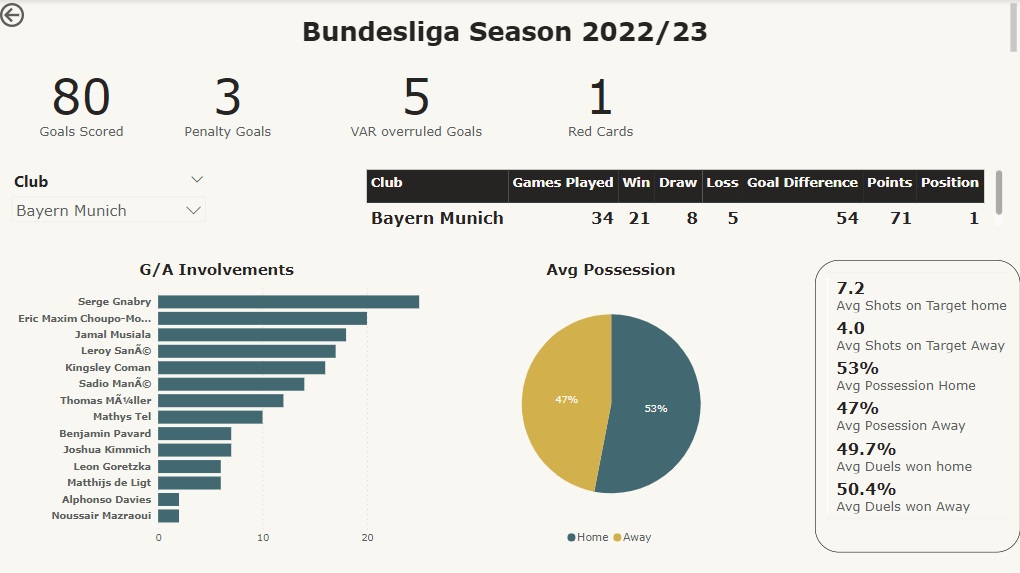 Bundesliga Season 2022/23
80 3 5 1
Goals Scored Penalty Goals VAR overruled Goals Red Cards
Club
Bayern Munich
Club Games Played Win Draw Loss Goal Difference Points Position
Bayern Munich 34 21 8 5 54 71 1
G/A Involvements
Serge Gnabry
Eric Maxim Choupo-Mo...
Jamal Musiala
Leroy SanÃ©
Kingsley Coman
Sadio ManÃ©
Thomas MÃ¼ller
Mathys Tel
Benjamin Pavard
Joshua Kimmich
Leon Goretzka
Matthijs de Ligt
Alphonso Davies
Noussair Mazraoui
0 10 20
Avg Possession
47% 53%
Home Away
7.2
Avg Shots on Target home
4.0
Avg Shots on Target Away
53%
Avg Possession Home
47%
Avg Posession Away
49.7%
Avg Duels won home
50.4%
Avg Duels won Away